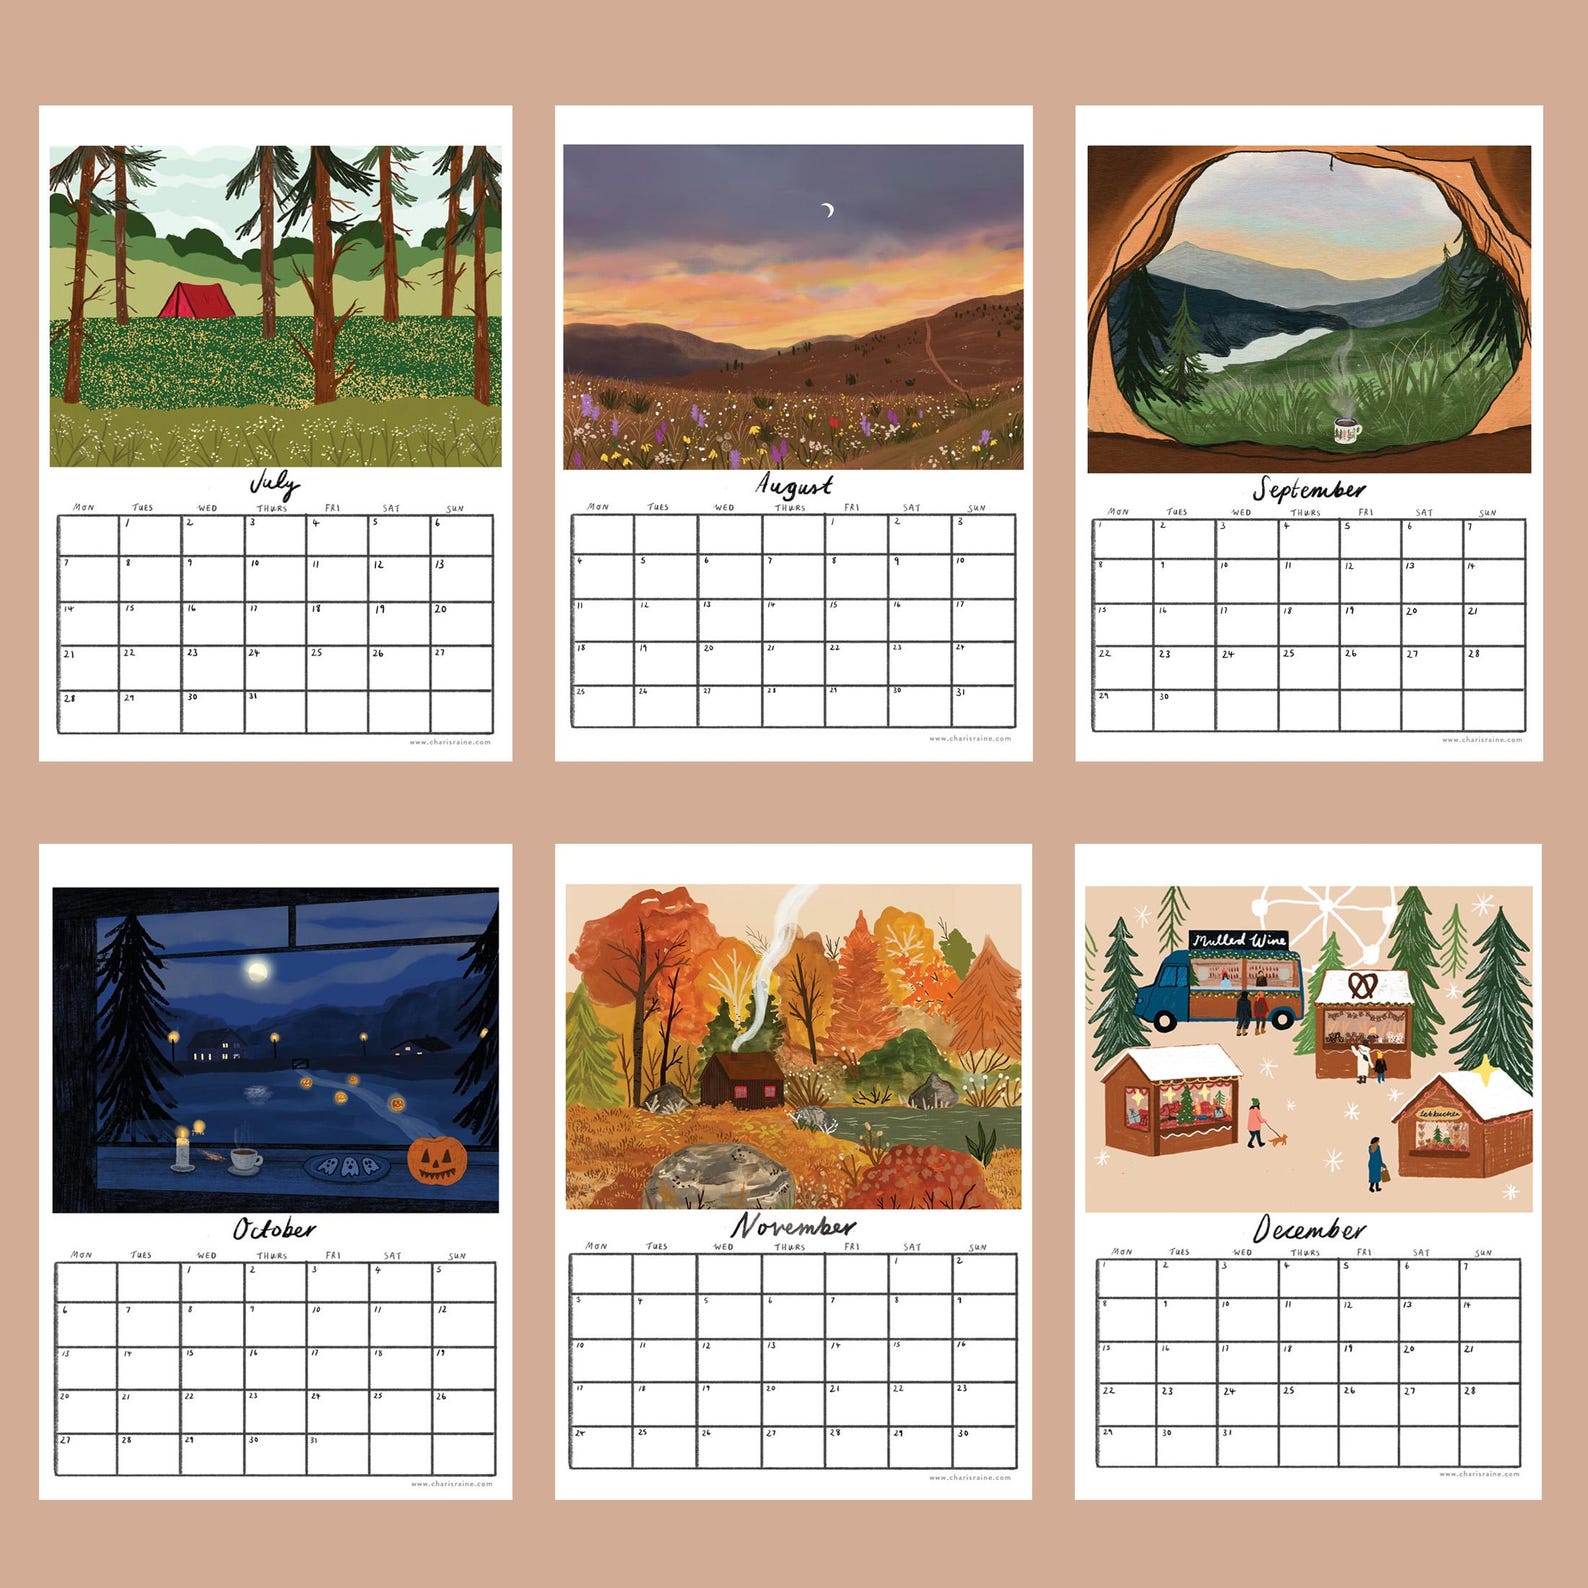 July
MON TUES WED THURS FRI SAT SUN
1 2 3 4 5 6
7 8 9 10 11 12 13
14 15 16 17 18 19 20
21 22 23 24 25 26 27
28 29 30 31
www.charisraine.com
August
MON TUES WED THURS FRI SAT SUN
1 2 3
4 5 6 7 8 9 10
11 12 13 14 15 16 17
18 19 20 21 22 23 24
25 26 27 28 29 30 31
www.charisraine.com
September
MON TUES WED THURS FRI SAT SUN
1 2 3 4 5 6 7
8 9 10 11 12 13 14
15 16 17 18 19 20 21
22 23 24 25 26 27 28
29 30
www.charisraine.com
October
MON TUES WED THURS FRI SAT SUN
1 2 3 4 5
6 7 8 9 10 11 12
13 14 15 16 17 18 19
20 21 22 23 24 25 26
27 28 29 30 31
www.charisraine.com
November
MON TUES WED THURS FRI SAT SUN
1 2
3 4 5 6 7 8 9
10 11 12 13 14 15 16
17 18 19 20 21 22 23
24 25 26 27 28 29 30
www.charisraine.com
Mulled Wine
Lebkuchen
December
MON TUES WED THURS FRI SAT SUN
1 2 3 4 5 6 7
8 9 10 11 12 13 14
15 16 17 18 19 20 21
22 23 24 25 26 27 28
29 30 31
www.charisraine.com